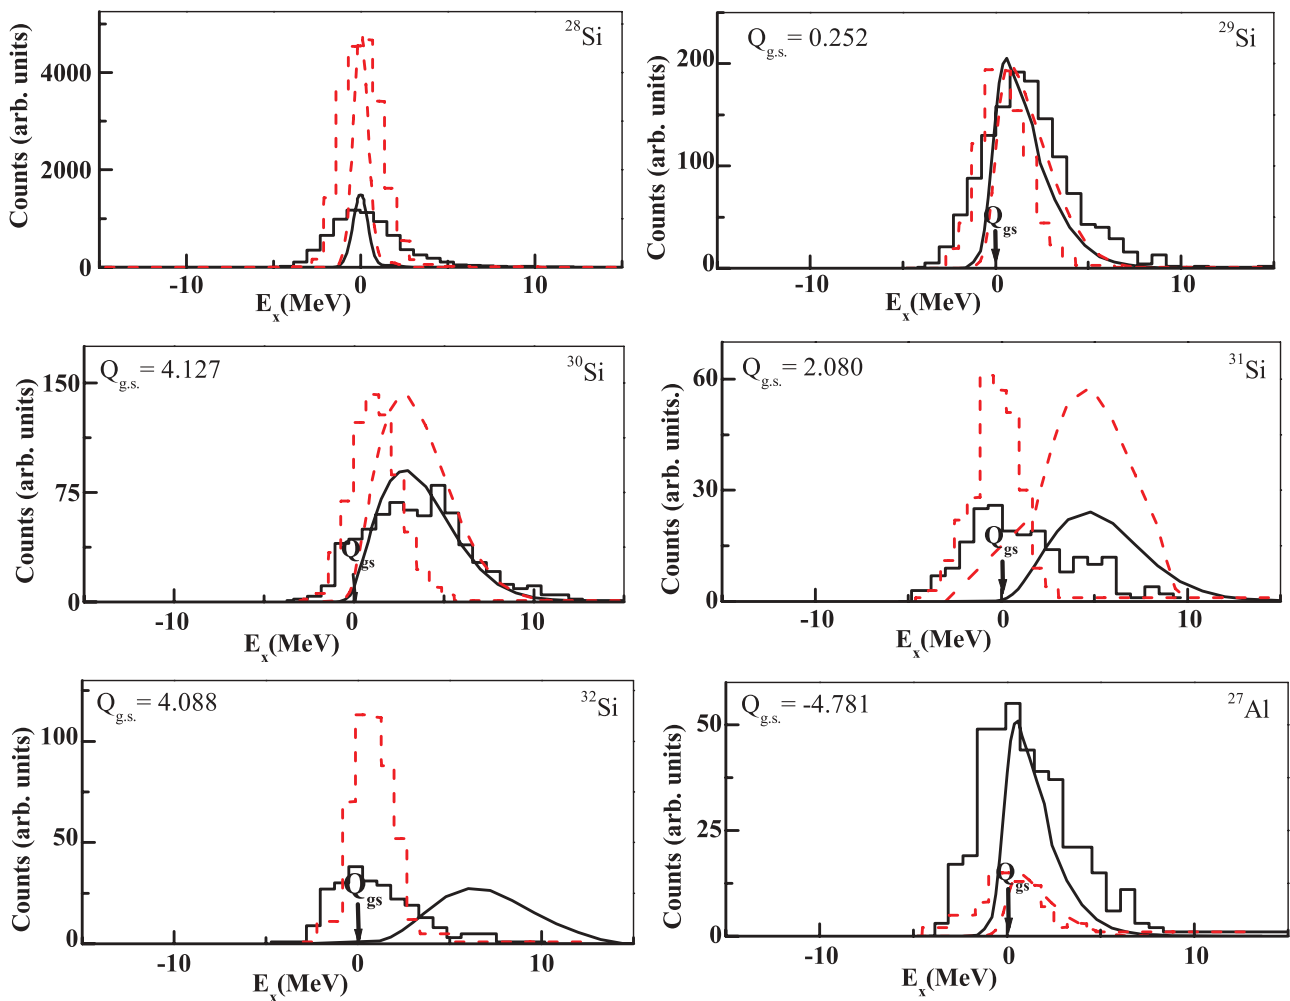 28Si
Counts (arb. units)
4000
2000
0
-10
0
10
Ex(MeV)
Qg.s.= 0.252
29Si
Counts (arb. units)
200
100
0
Qgs
-10
0
10
Ex(MeV)
Qg.s.= 4.127
30Si
Counts (arb. units)
150
75
0
Qgs
-10
0
10
Ex(MeV)
Qg.s.= 2.080
31Si
Counts (arb. units.)
60
30
0
Qgs
-10
0
10
Ex(MeV)
Qg.s.= 4.088
32Si
Counts (arb. units)
100
50
0
Qgs
-10
0
10
Ex(MeV)
Qg.s.= -4.781
27Al
Counts (arb. units)
50
25
0
Qgs
-10
0
10
Ex(MeV)